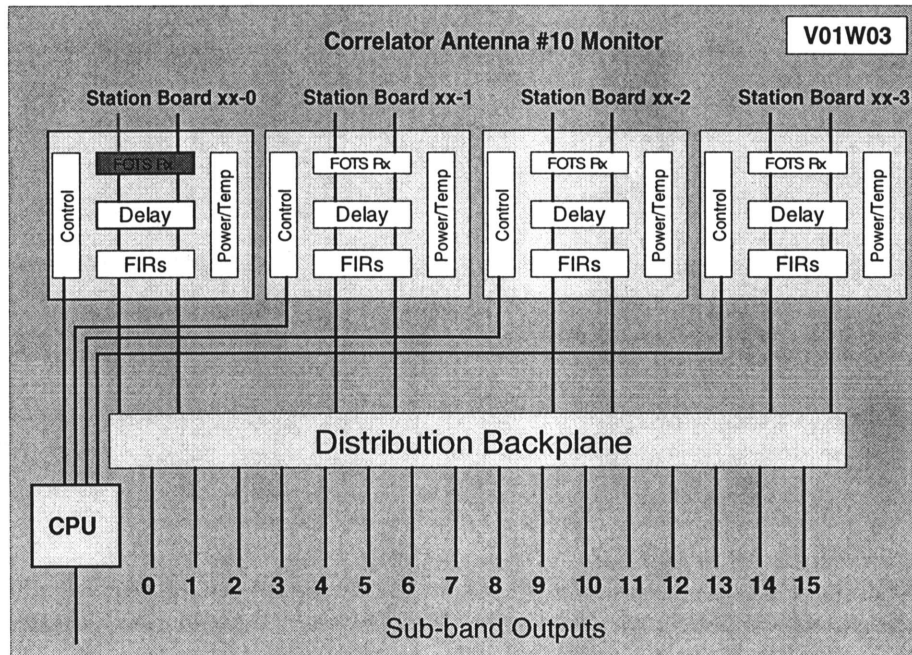 Correlator Antenna #10 Monitor
V01W03
Station Board xx-0
Station Board xx-1
Station Board xx-2
Station Board xx-3
Control
FOTS Rx
Delay
FIRs
Power/Temp
Control
FOTS Rx
Delay
FIRs
Power/Temp
Control
FOTS Rx
Delay
FIRs
Power/Temp
Control
FOTS Rx
Delay
FIRs
Power/Temp
Distribution Backplane
CPU
0 1 2 3 4 5 6 7 8 9 10 11 12 13 14 15
Sub-band Outputs